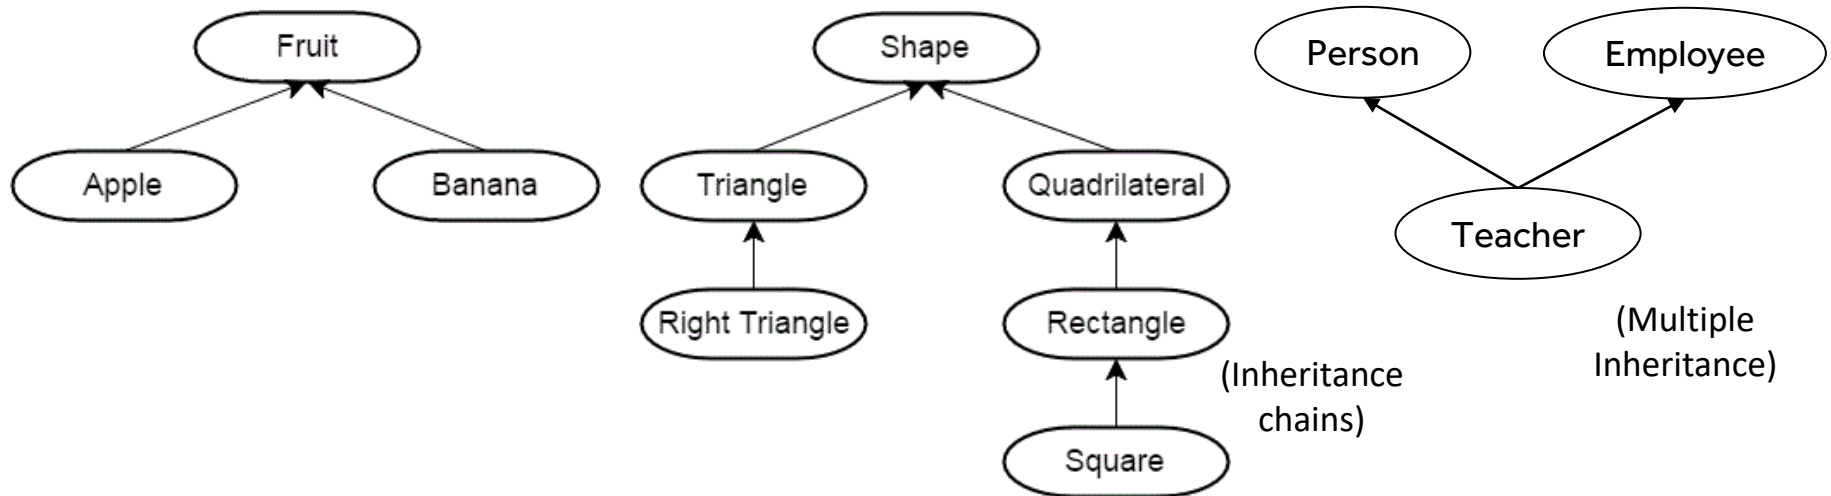 Fruit
Apple
Banana
Shape
Triangle
Quadrilateral
Right Triangle
Rectangle
Square
(Inheritance
chains)
Person
Employee
Teacher
(Multiple
Inheritance)